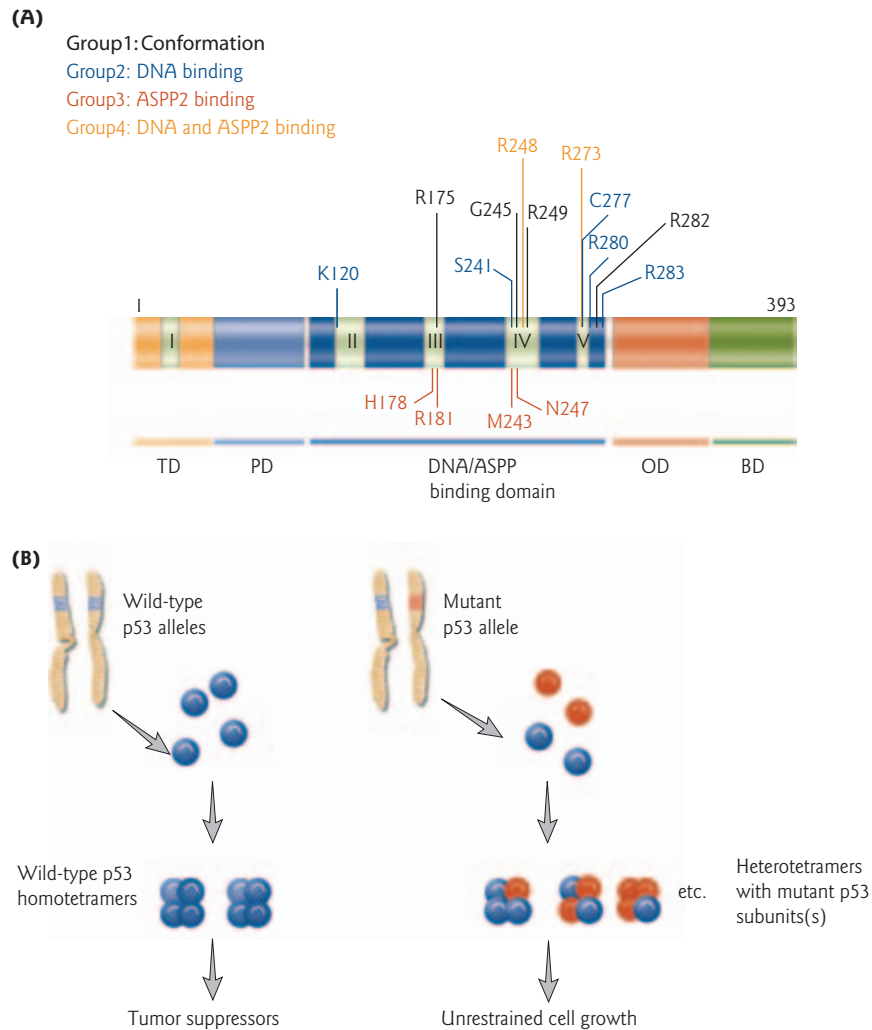 (A)
Group1: Conformation
Group2: DNA binding
Group3: ASPP2 binding
Group4: DNA and ASPP2 binding
R248
R273
R175
G245
R249
C277
R282
K120
S241
R280
R283
1
393
I
II
III
IV
V
H178
R181
M243
N247
TD
PD
DNA/ASPP
binding domain
OD
BD
(B)
Wild-type
p53 alleles
Mutant
p53 allele
Wild-type p53
homotetramers
etc.
Heterotetramers
with mutant p53
subunits(s)
Tumor suppressors
Unrestrained cell growth